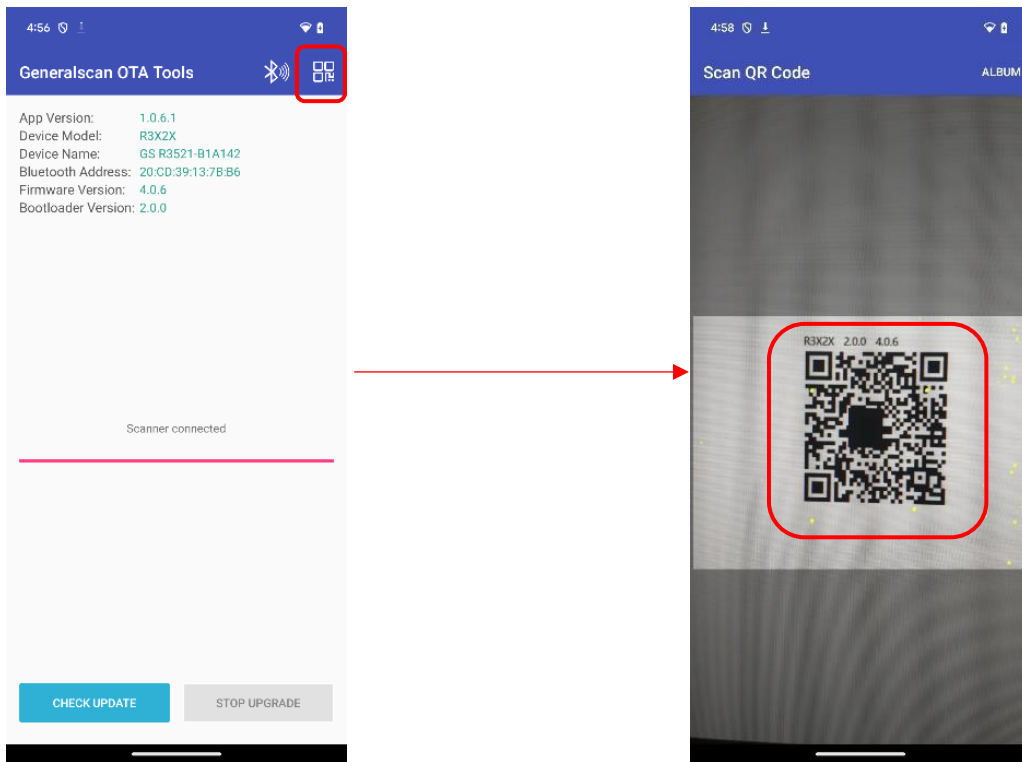 4:56
Generalscan OTA Tools
App Version: 1.0.6.1
Device Model: R3X2X
Device Name: GS R3521-B1A142
Bluetooth Address: 20:CD:39:13:7B:B6
Firmware Version: 4.0.6
Bootloader Version: 2.0.0
Scanner connected
CHECK UPDATE
STOP UPGRADE
4:58
Scan QR Code
ALBUM
R3X2X 2.0.0 4.0.6